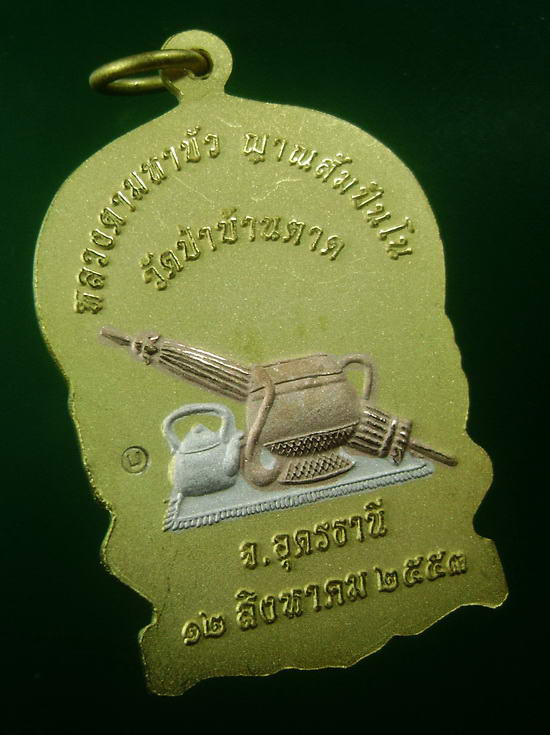 หลวงตามหาบัว ญาณสัมปันโน
วัดป่าบ้านตาด
จ.อุดรธานี
๑๒ สิงหาคม ๒๕๕๓